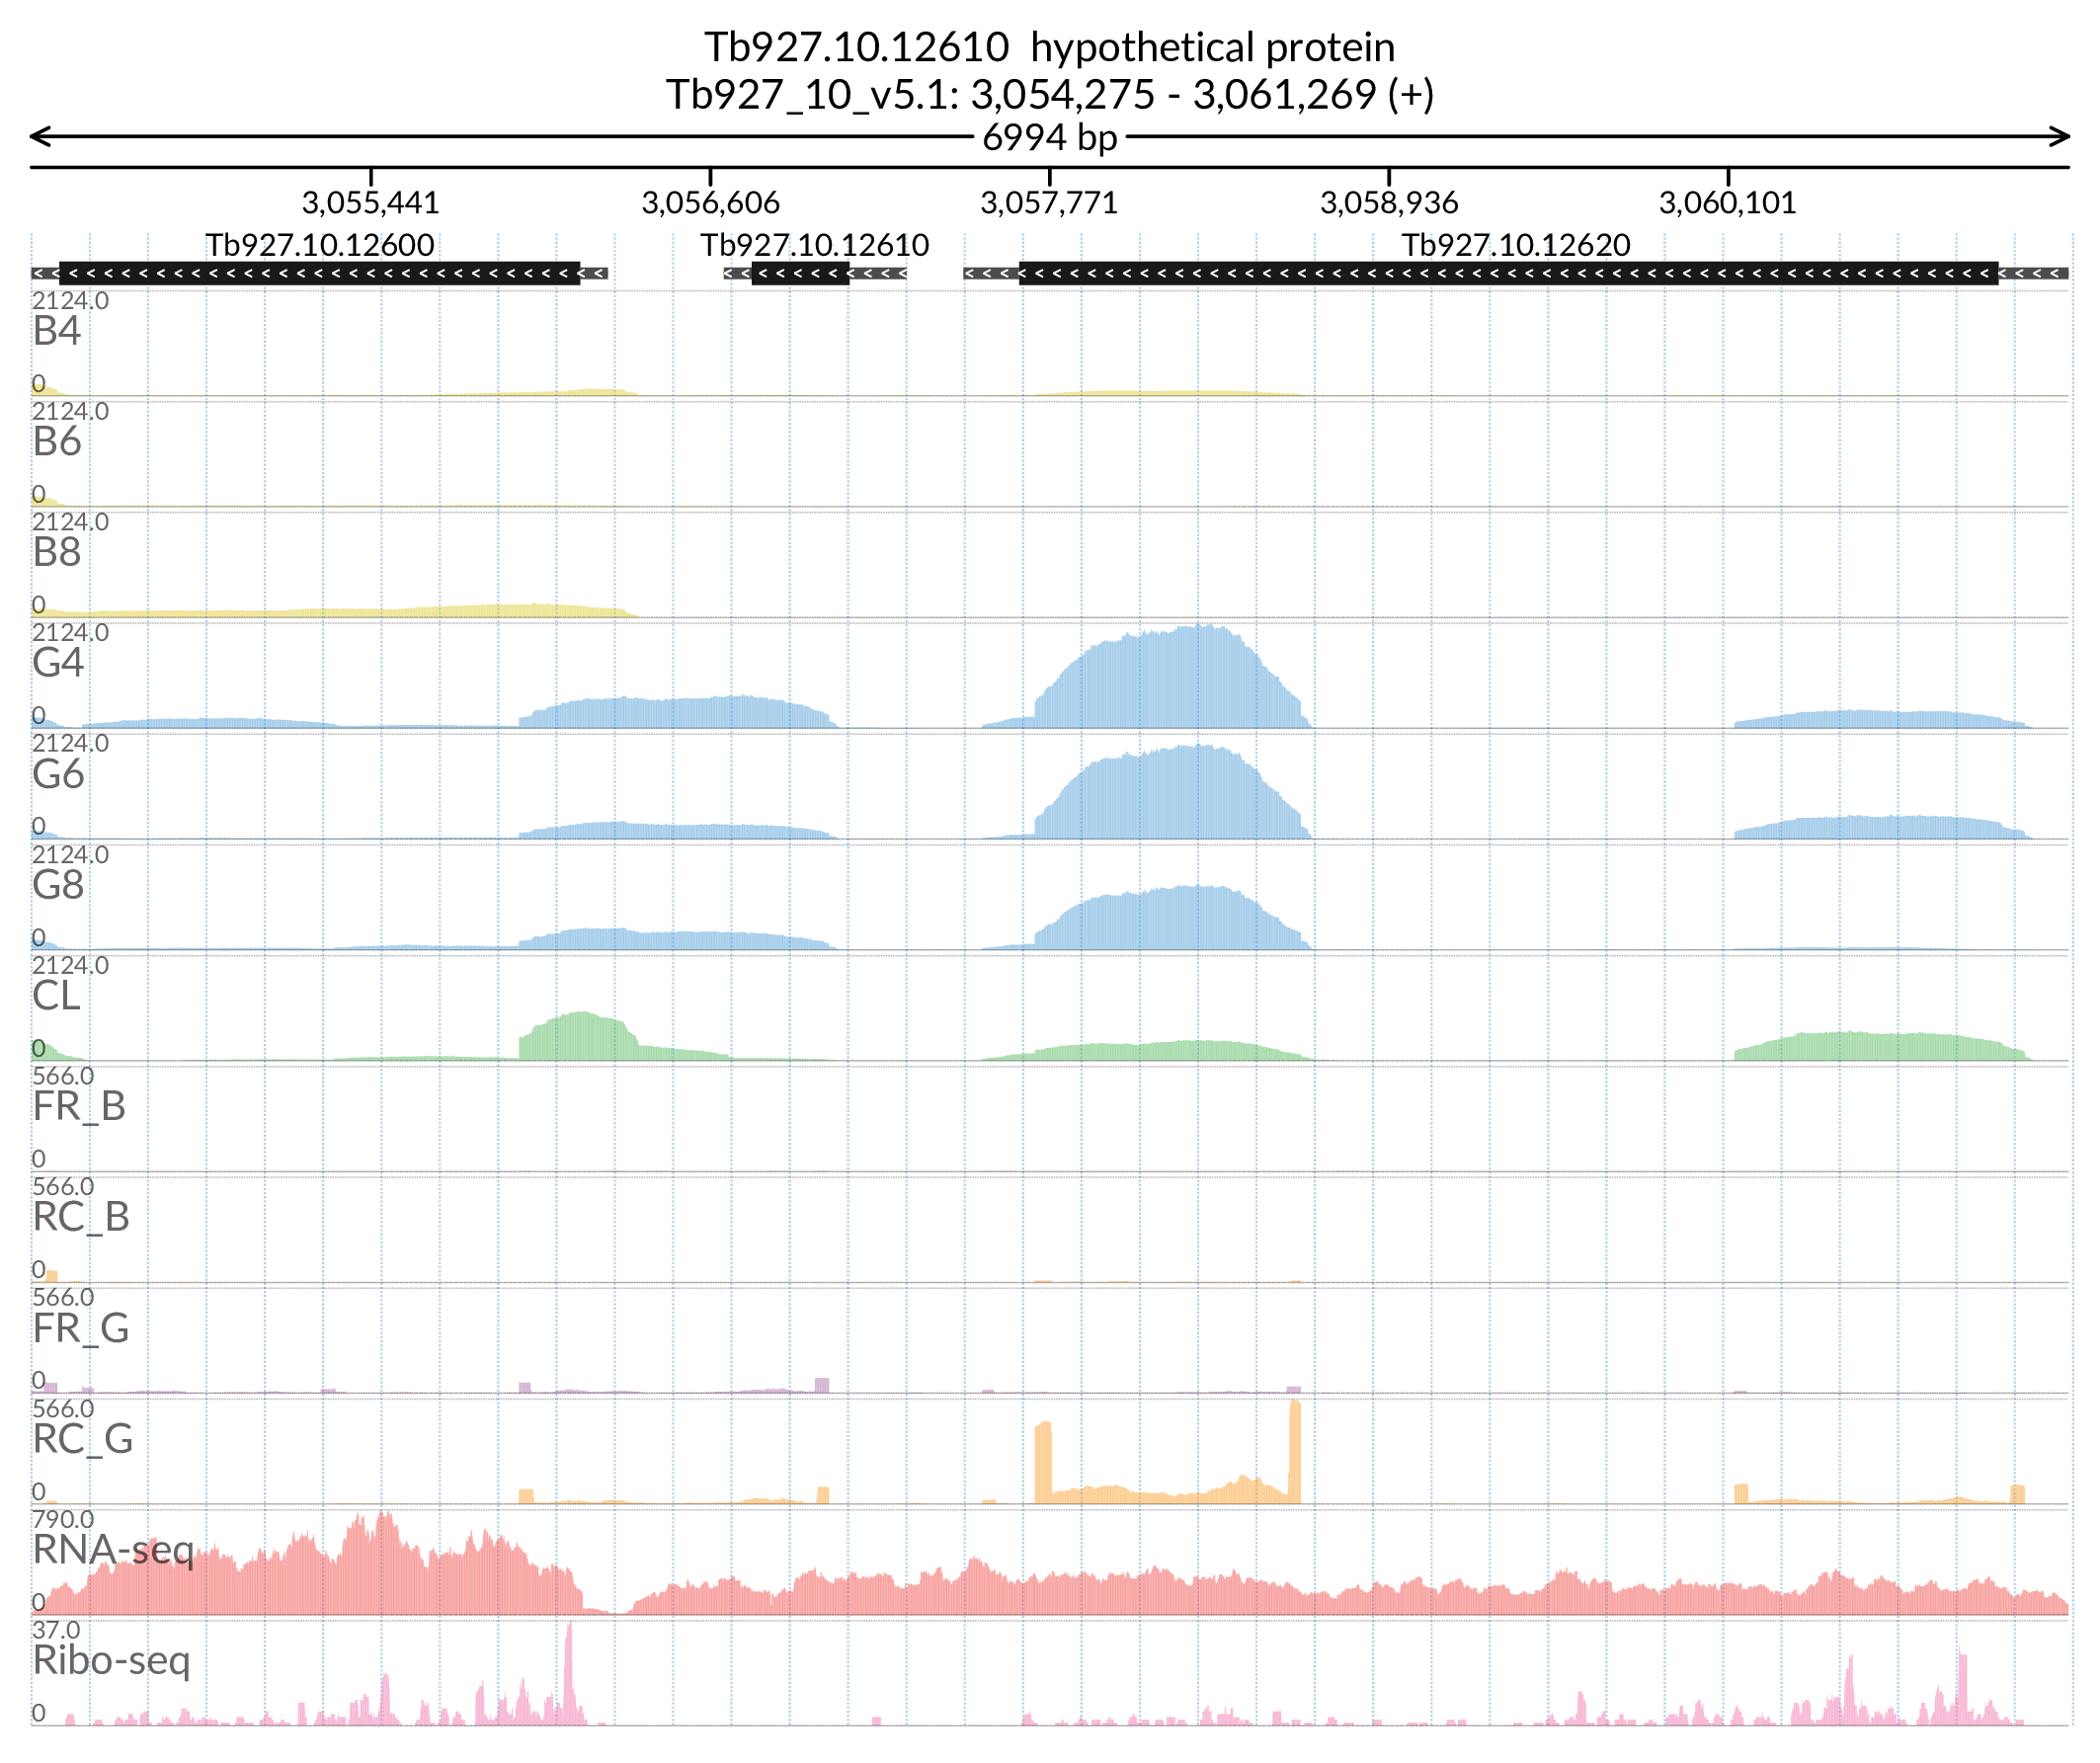 Tb927.10.12610 hypothetical protein
Tb927_10_v5.1: 3,054,275 - 3,061,269 (+)
6994 bp
3,055,441 3,056,606 3,057,771 3,058,936 3,060,101
Tb927.10.12600 Tb927.10.12610 Tb927.10.12620
2124.0
B4
0
2124.0
B6
0
2124.0
B8
0
2124.0
G4
0
2124.0
G6
0
2124.0
G8
0
2124.0
CL
0
566.0
FR_B
0
566.0
RC_B
0
566.0
FR_G
0
566.0
RC_G
0
790.0
RNA-seq
0
37.0
Ribo-seq
0